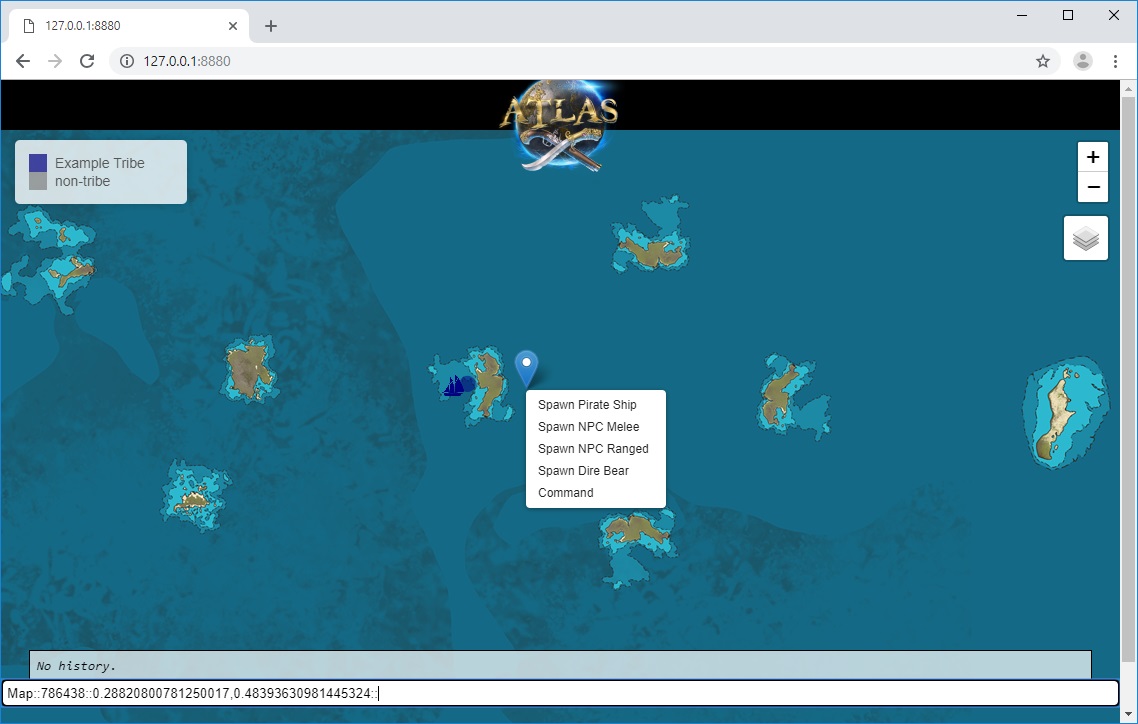 127.0.0.1:8880
127.0.0.1:8880
ATLAS
Example Tribe
non-tribe
+
−
Spawn Pirate Ship
Spawn NPC Melee
Spawn NPC Ranged
Spawn Dire Bear
Command
No history.
Map::786438::0.28820800781250017,0.48393630981445324::